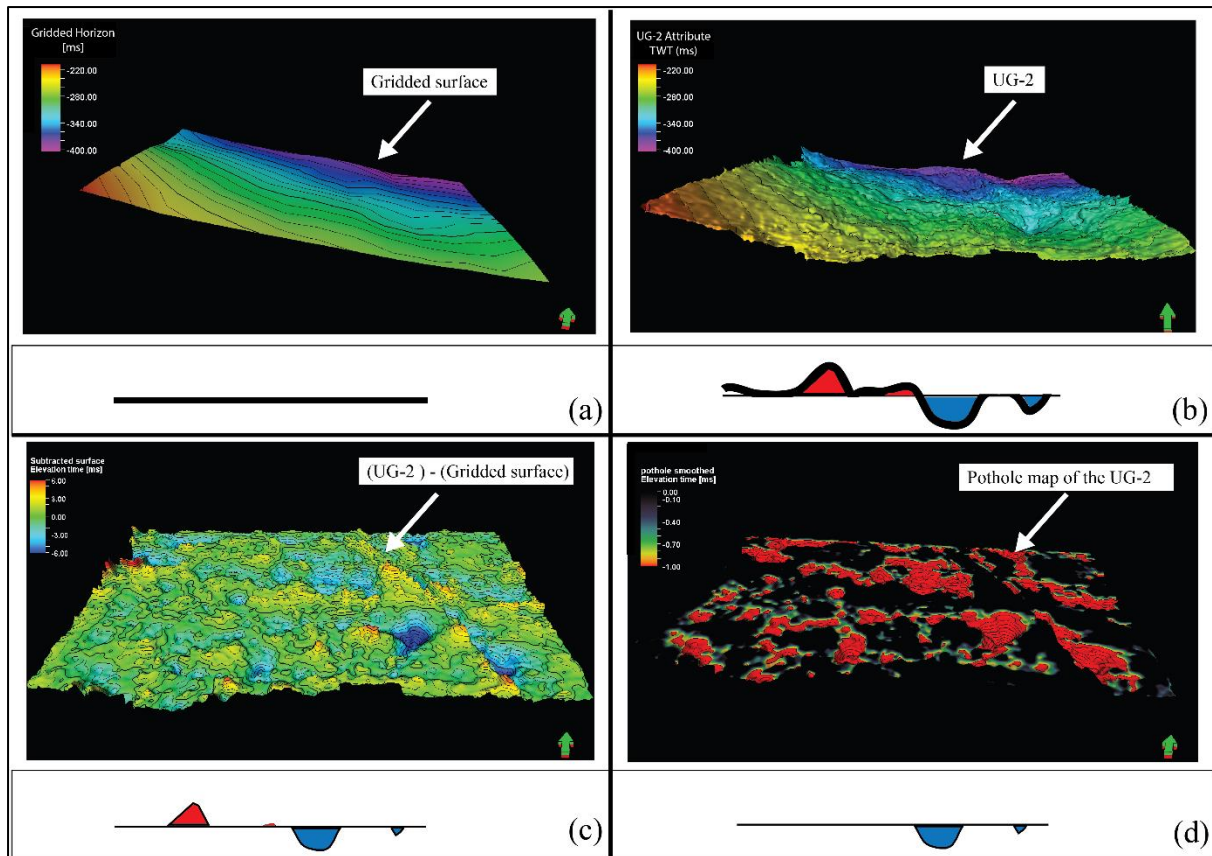 Gridded Horizon
[ms]
-220.00
-280.00
-340.00
-400.00
Gridded surface
(a)
UG-2 Attribute
TWT (ms)
-220.00
-260.00
-340.00
-400.00
UG-2
(b)
Subtracted surface
Elevation time [ms]
6.00
3.00
0.00
-3.00
-6.00
(UG-2 ) - (Gridded surface)
(c)
pothole smoothed
Elevation time [ms]
0.00
-0.10
-0.40
-0.70
-1.00
Pothole map of the UG-2
(d)